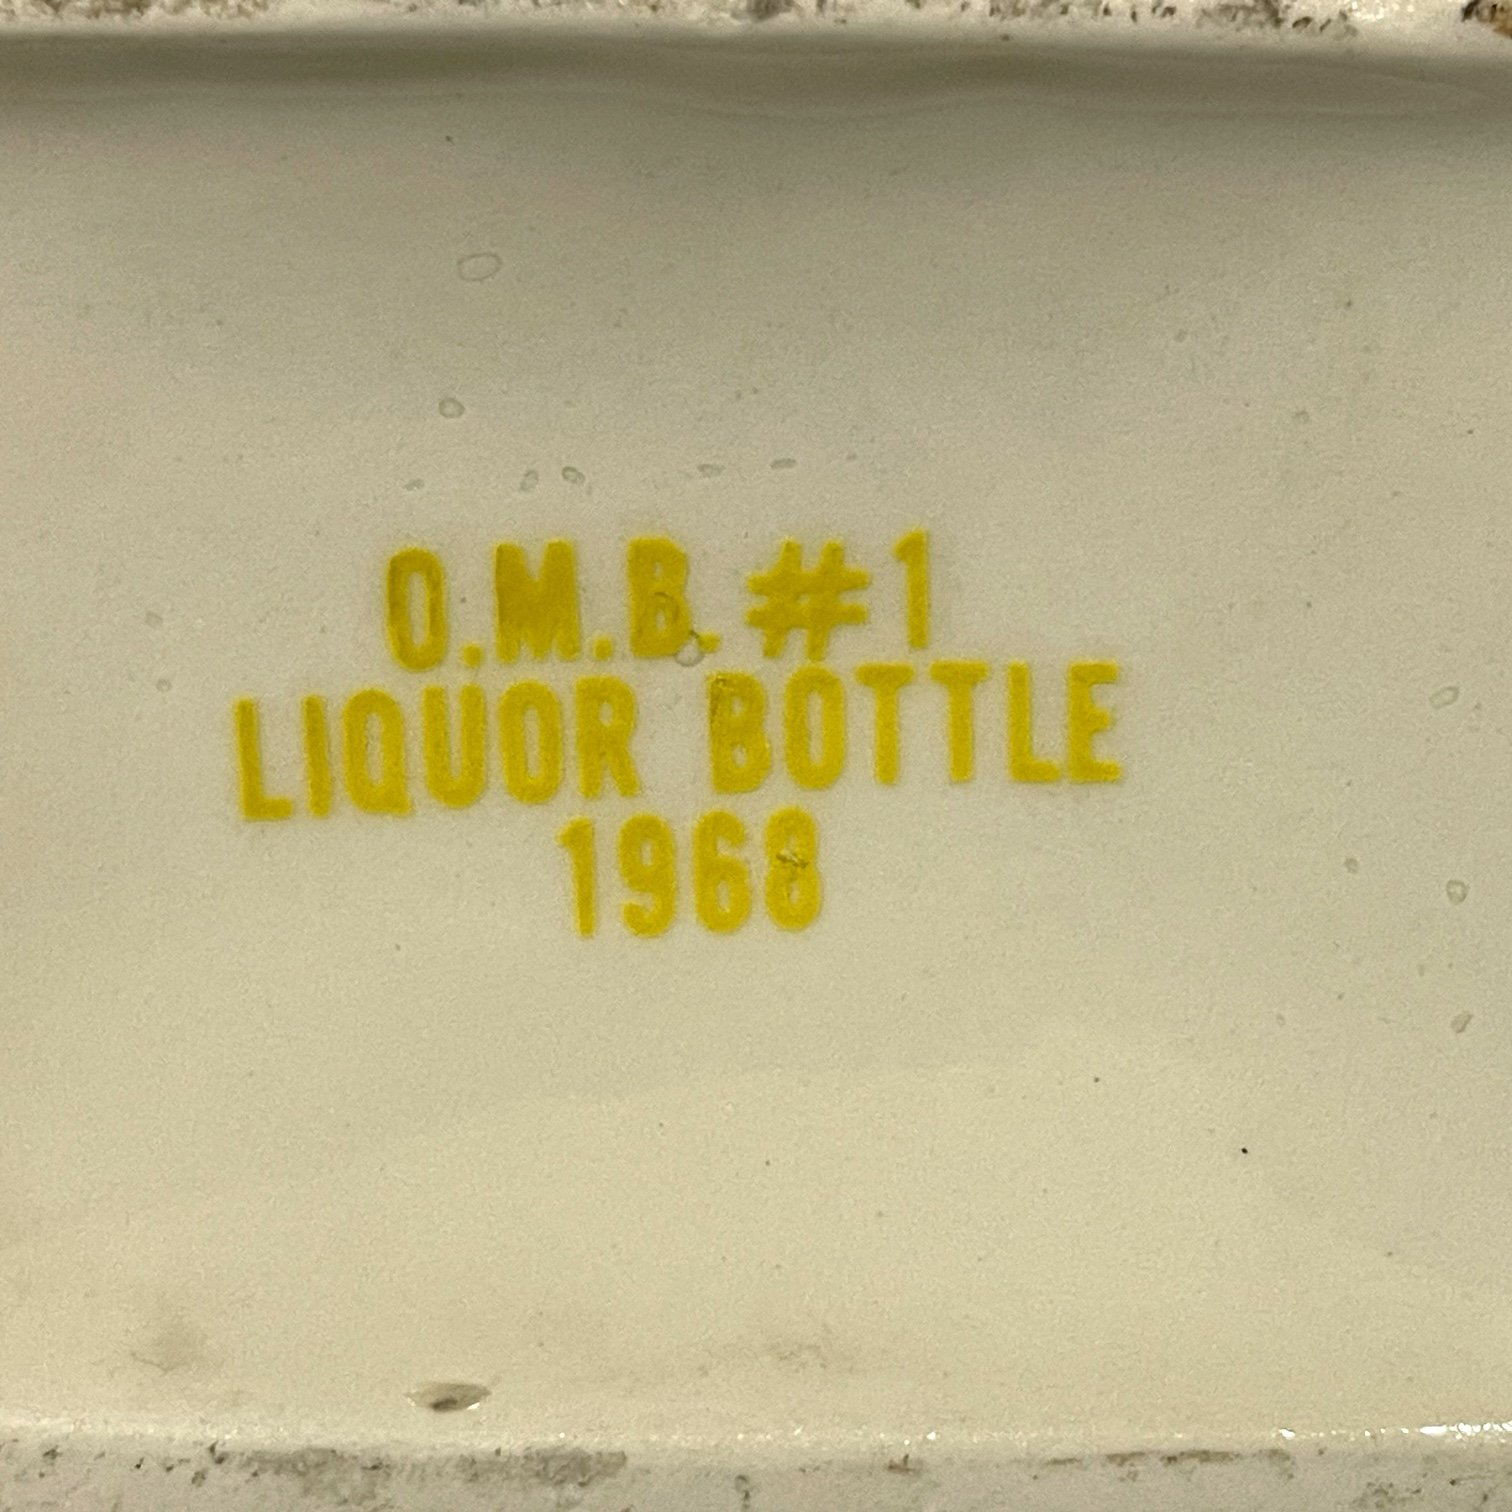 O.M.B. #1
LIQUOR BOTTLE
1968